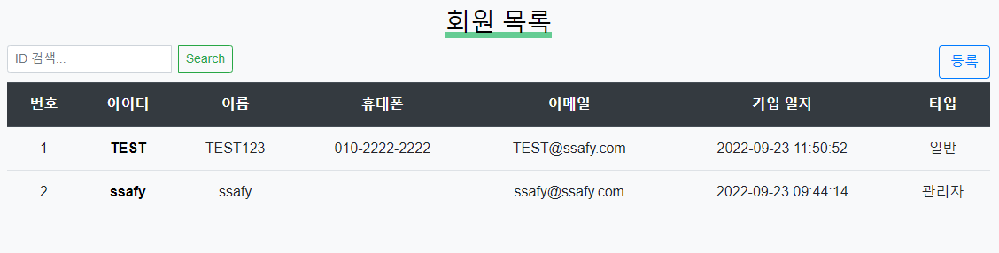 회원 목록
ID 검색... Search 등록
번호 아이디 이름 휴대폰 이메일 가입 일자 타입
1 TEST TEST123 010-2222-2222 TEST@ssafy.com 2022-09-23 11:50:52 일반
2 ssafy ssafy ssafy@ssafy.com 2022-09-23 09:44:14 관리자